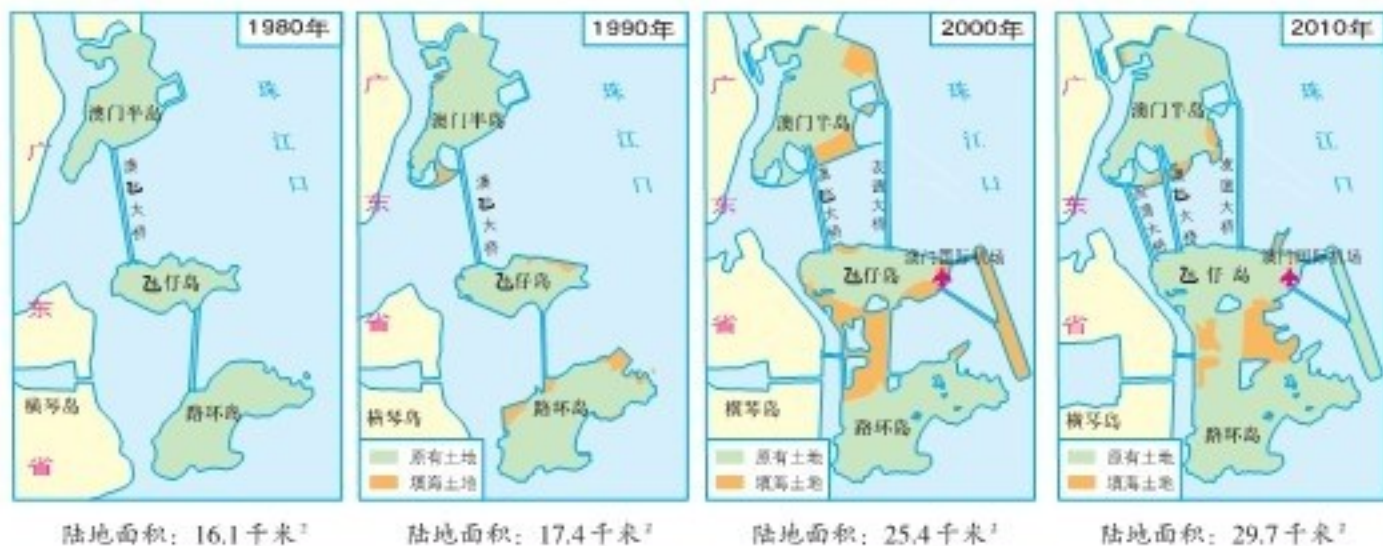 1980年
澳门半岛
珠江口
广东省
澳氹大桥
氹仔岛
横琴岛
路环岛
陆地面积：16.1千米²
1990年
澳门半岛
珠江口
广东省
澳氹大桥
氹仔岛
横琴岛
路环岛
原有土地
填海土地
陆地面积：17.4千米²
2000年
澳门半岛
珠江口
广东省
澳氹大桥
友谊大桥
澳门国际机场
氹仔岛
横琴岛
路环岛
原有土地
填海土地
陆地面积：25.4千米²
2010年
澳门半岛
珠江口
广东省
澳氹大桥
友谊大桥
澳门国际机场
氹仔岛
横琴岛
路环岛
原有土地
填海土地
陆地面积：29.7千米²